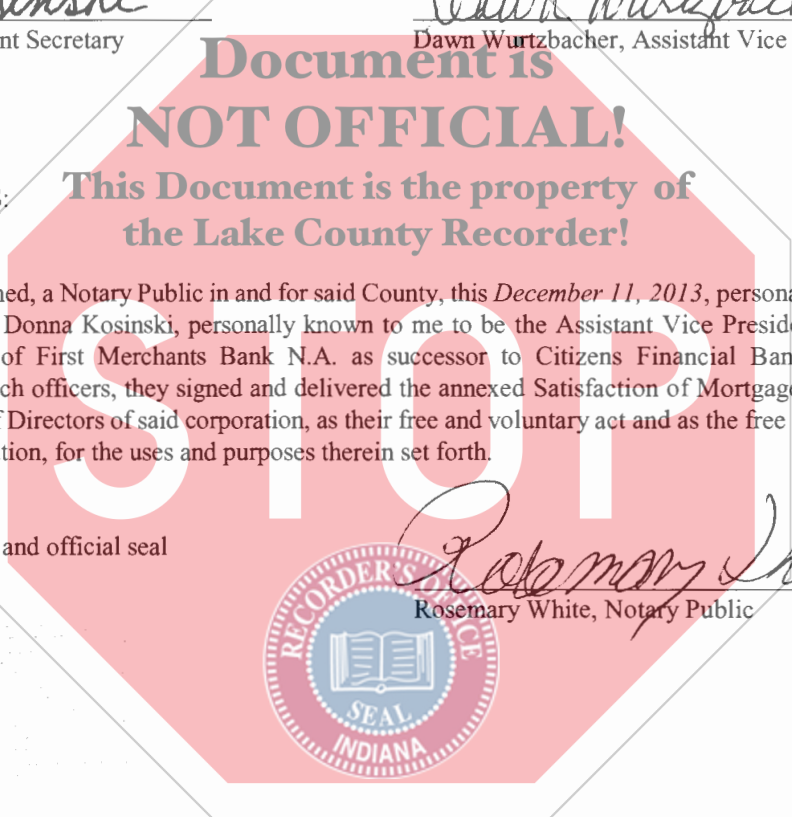 Dawn Wurtzbacher
nt Secretary Dawn Wurtzbacher, Assistant Vice
Document is
NOT OFFICIAL!
This Document is the property of
the Lake County Recorder!
ned, a Notary Public in and for said County, this December 11, 2013, persona
Donna Kosinski, personally known to me to be the Assistant Vice Preside
of First Merchants Bank N.A. as successor to Citizens Financial Ban
ch officers, they signed and delivered the annexed Satisfaction of Mortgage
f Directors of said corporation, as their free and voluntary act and as the free
tion, for the uses and purposes therein set forth.
STOP
and official seal
Rosemary
Rosemary White, Notary Public
RECORDER'S OFFICE
SEAL
INDIANA